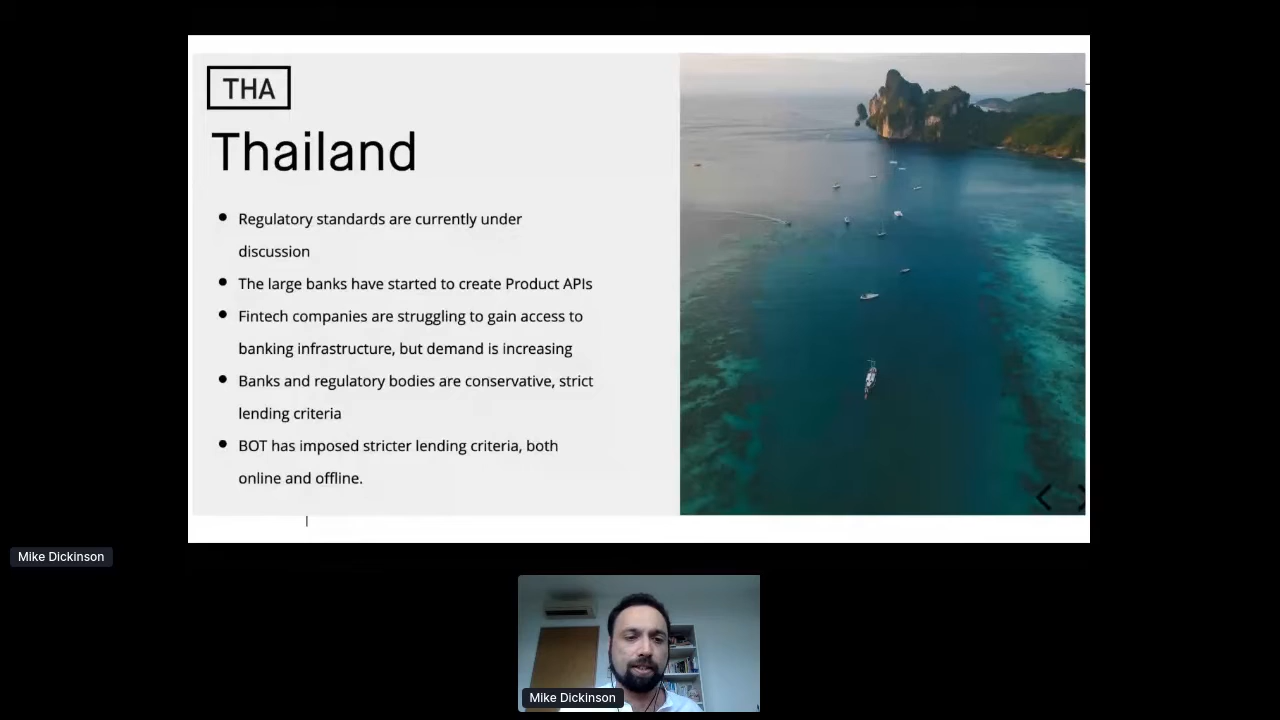 THA
Thailand
Regulatory standards are currently under
discussion
The large banks have started to create Product APIs
Fintech companies are struggling to gain access to
banking infrastructure, but demand is increasing
Banks and regulatory bodies are conservative, strict
lending criteria
BOT has imposed stricter lending criteria, both
online and offline.
Mike Dickinson
Mike Dickinson